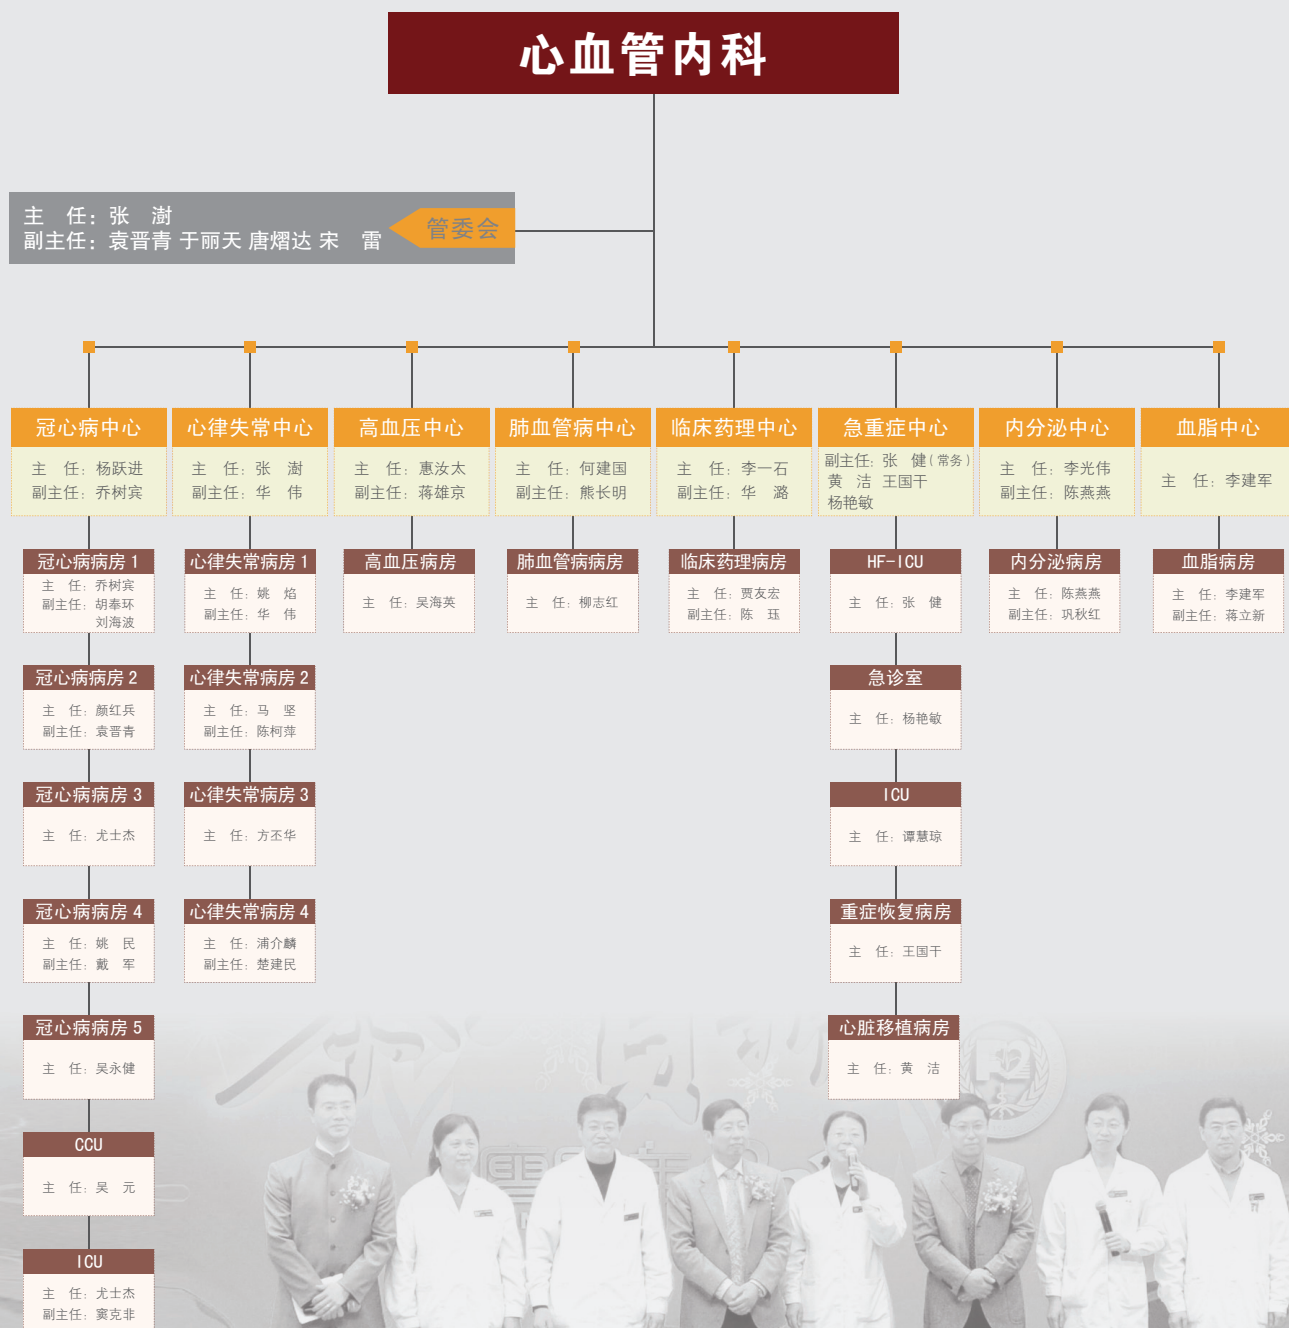 心血管内科
主 任：张 澍
副主任：袁晋青 于丽天 唐熠达 宋 雷
管委会
冠心病中心
主 任：杨跃进
副主任：乔树宾
心律失常中心
主 任：张 澍
副主任：华 伟
高血压中心
主 任：惠汝太
副主任：蒋雄京
肺血管病中心
主 任：何建国
副主任：熊长明
临床药理中心
主 任：李一石
副主任：华 潞
急重症中心
副主任：张 健（常务）
黄 洁 王国干
杨艳敏
内分泌中心
主 任：李光伟
副主任：陈燕燕
血脂中心
主 任：李建军
冠心病病房1
主 任：乔树宾
副主任：胡奉环
刘海波
心律失常病房1
主 任：姚 焰
副主任：华 伟
高血压病房
主 任：吴海英
肺血管病病房
主 任：柳志红
临床药理病房
主 任：贾友宏
副主任：陈 珏
HF-ICU
主 任：张 健
内分泌病房
主 任：陈燕燕
副主任：巩秋红
血脂病房
主 任：李建军
副主任：蒋立新
冠心病病房2
主 任：颜红兵
副主任：袁晋青
心律失常病房2
主 任：马 坚
副主任：陈柯萍
急诊室
主 任：杨艳敏
冠心病病房3
主 任：尤士杰
心律失常病房3
主 任：方丕华
ICU
主 任：谭慧琼
冠心病病房4
主 任：姚 民
副主任：戴 军
心律失常病房4
主 任：浦介麟
副主任：楚建民
重症恢复病房
主 任：王国干
冠心病病房5
主 任：吴永健
心脏移植病房
主 任：黄 洁
CCU
主 任：吴 元
ICU
主 任：尤士杰
副主任：窦克非